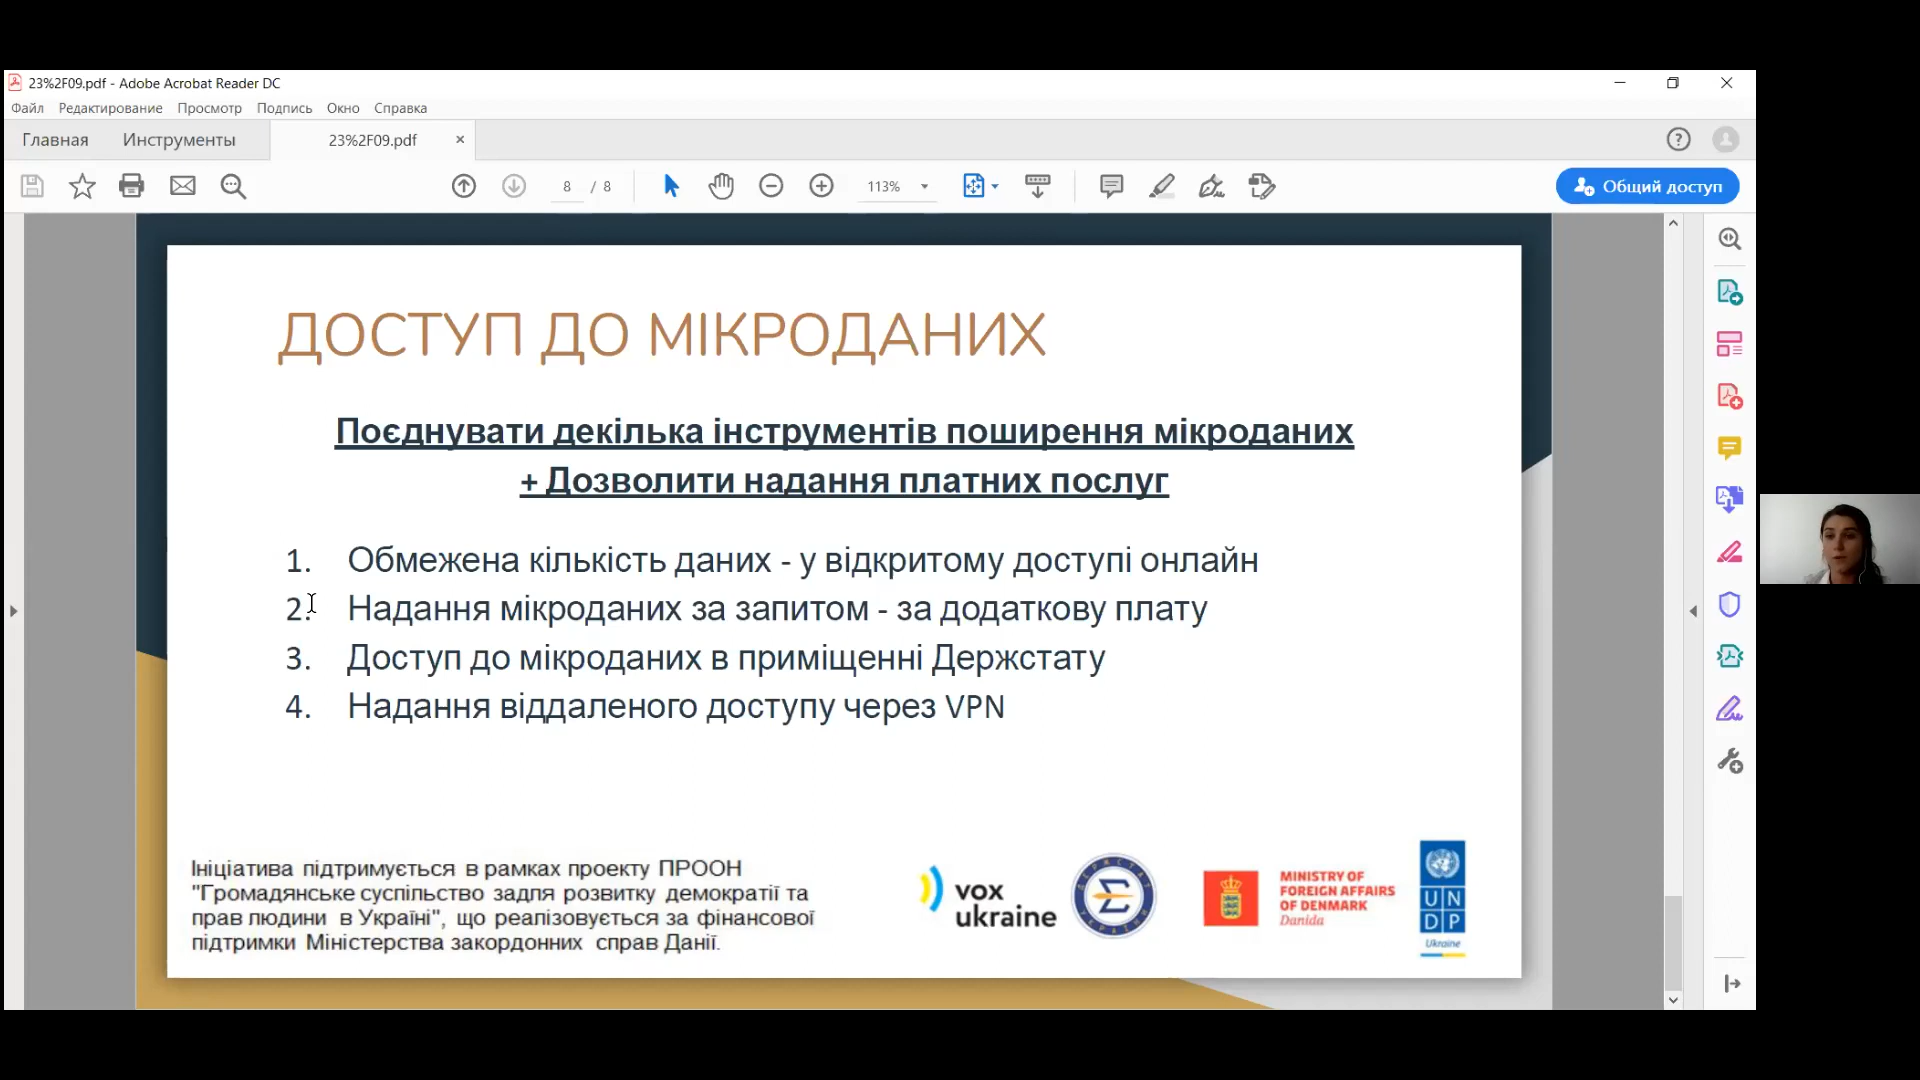 23%2F09.pdf - Adobe Acrobat Reader DC
Файл Редактирование Просмотр Подпись Окно Справка
Главная Инструменты 23%2F09.pdf
8 / 8 113% Общий доступ
ДОСТУП ДО МІКРОДАНИХ
Поєднувати декілька інструментів поширення мікроданих
+ Дозволити надання платних послуг
1. Обмежена кількість даних - у відкритому доступі онлайн
2. Надання мікроданих за запитом - за додаткову плату
3. Доступ до мікроданих в приміщенні Держстату
4. Надання віддаленого доступу через VPN
Ініціатива підтримується в рамках проекту ПРООН
"Громадянське суспільство задля розвитку демократії та
прав людини в Україні", що реалізовується за фінансової
підтримки Міністерства закордонних справ Данії.
vox
ukraine
ДЕРЖСТАТ
УКРАЇНИ
MINISTRY OF
FOREIGN AFFAIRS
OF DENMARK
Danida
UN
DP
Ukraine